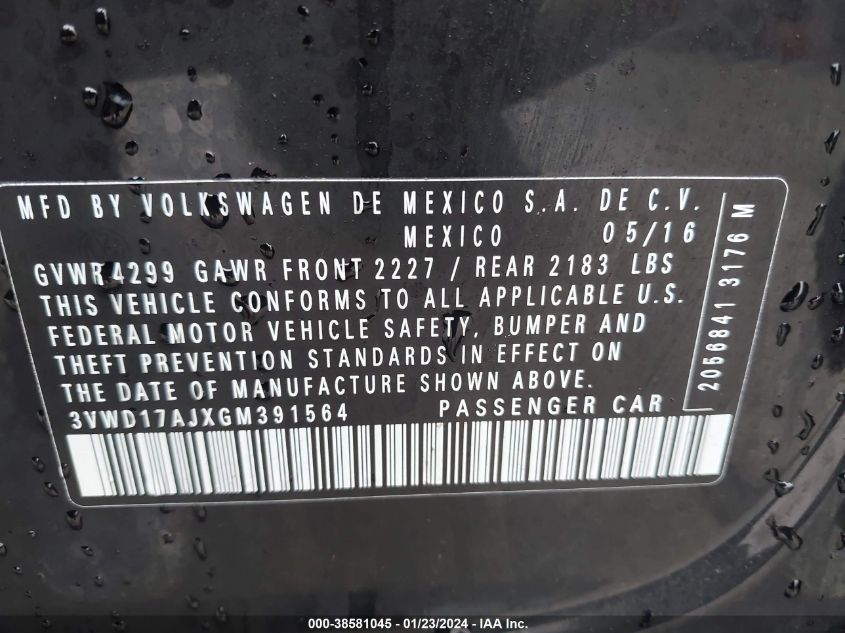 MFD BY VOLKSWAGEN DE MEXICO S.A. DE C.V.
MEXICO 05/16
GVWR 4299 GAWR FRONT 2227 / REAR 2183 LBS
THIS VEHICLE CONFORMS TO ALL APPLICABLE U.S.
FEDERAL MOTOR VEHICLE SAFETY, BUMPER AND
THEFT PREVENTION STANDARDS IN EFFECT ON
THE DATE OF MANUFACTURE SHOWN ABOVE.
3VWD17AJXGM391564 PASSENGER CAR
2056841 3176 M
000-38581045 - 01/23/2024 - IAA Inc.